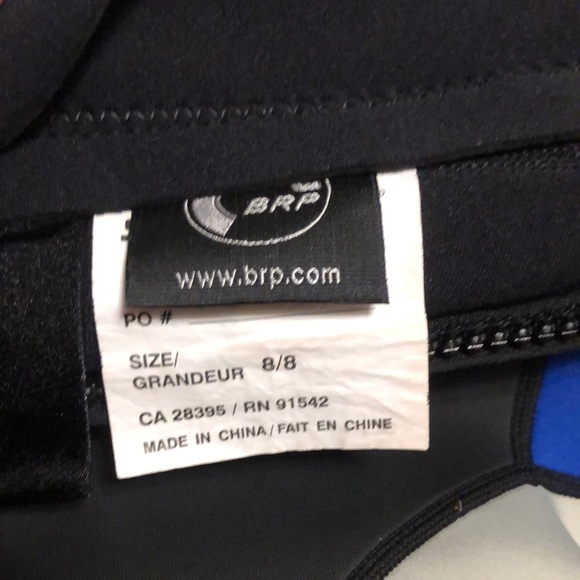 BRP
www.brp.com
PO #
SIZE/
GRANDEUR 8/8
CA 28395 / RN 91542
MADE IN CHINA / FAIT EN CHINE